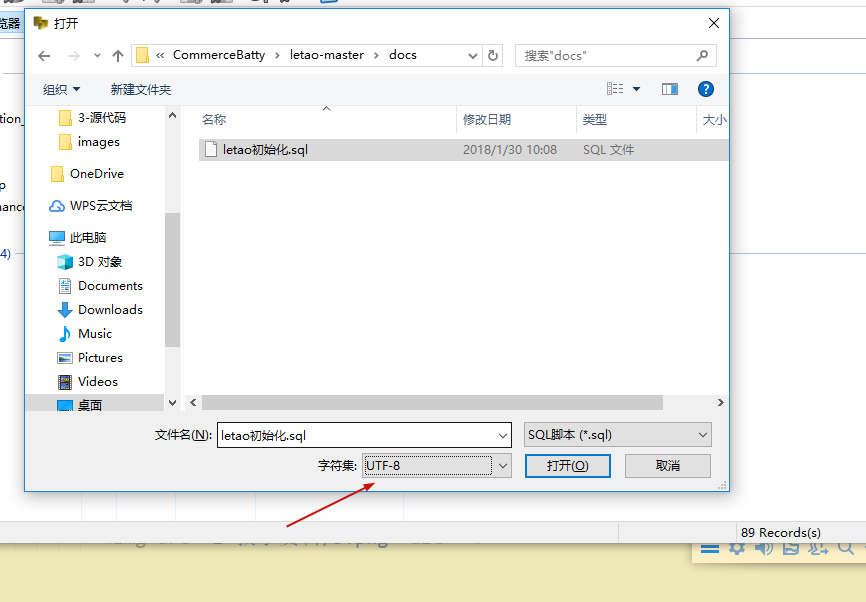 览器
打开
« CommerceBatty › letao-master › docs
搜索"docs"
组织
新建文件夹
名称
修改日期
类型
大小
3-源代码
images
OneDrive
WPS云文档
此电脑
3D 对象
Documents
Downloads
Music
Pictures
Videos
桌面
letao初始化.sql
2018/1/30 10:08
SQL 文件
tion_
p
nance
4)
文件名(N):
letao初始化.sql
SQL脚本 (*.sql)
字符集:
UTF-8
打开(O)
取消
89 Records(s)